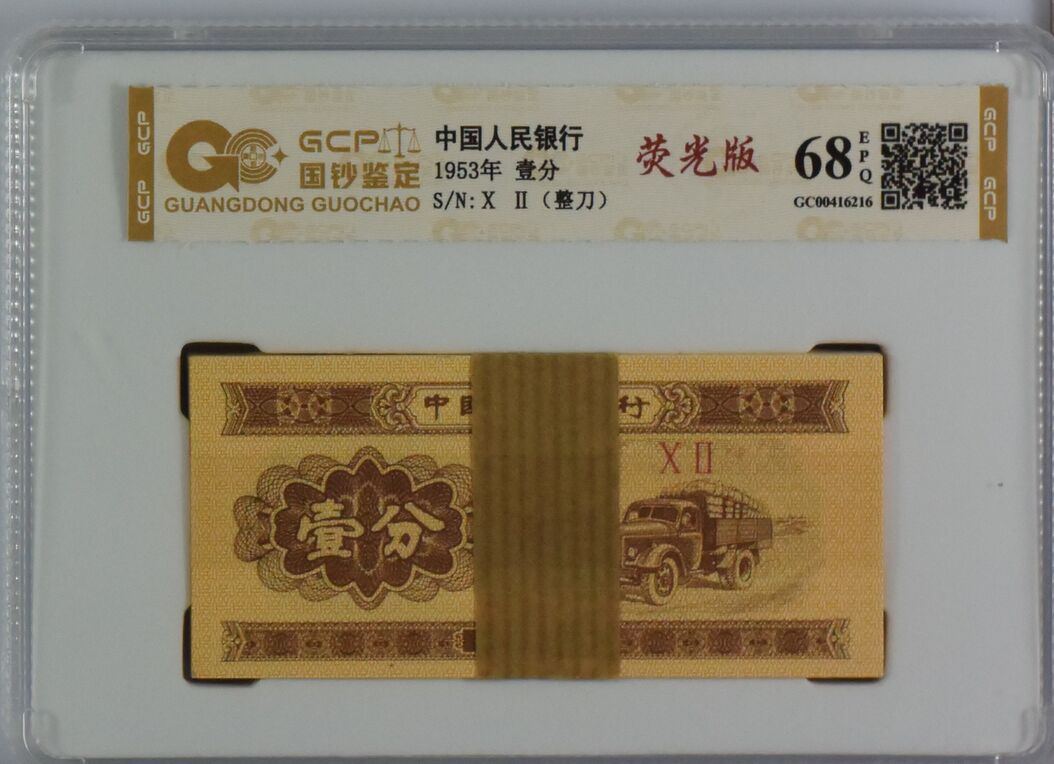 GCP
GCP
GCP
国钞鉴定
GUANGDONG GUOCHAO
中国人民银行
1953年 壹分
S/N: X Ⅱ（整刀）
荧光版
68
EPQ
GC00416216
GCP
GCP
中
行
X Ⅱ
壹分